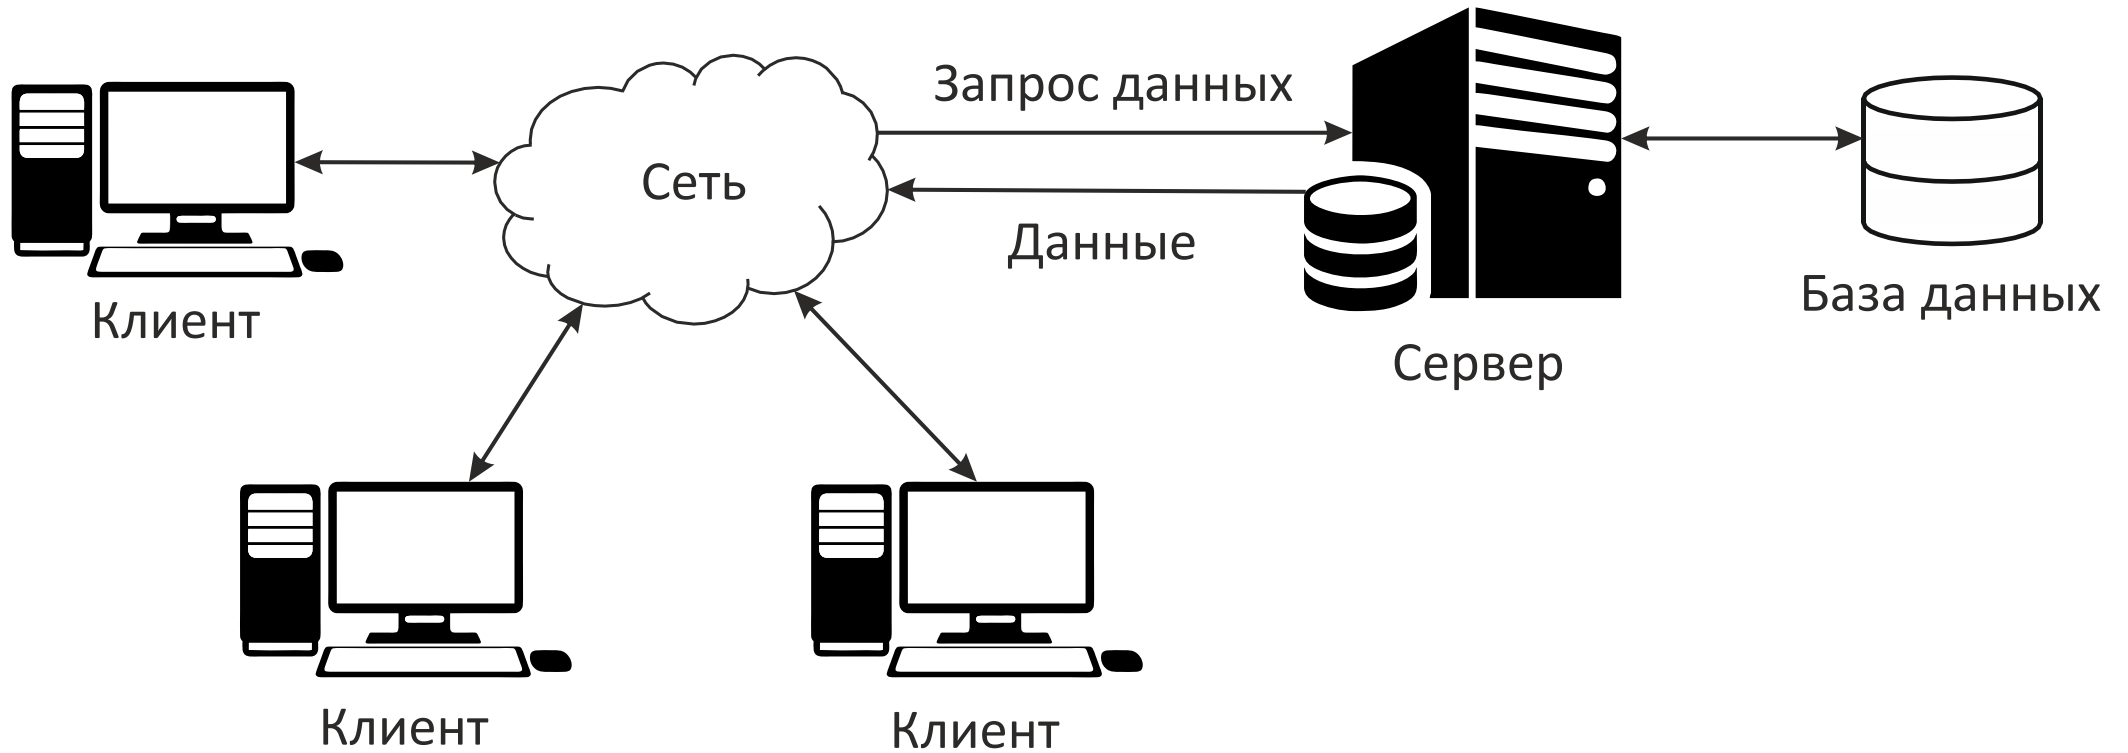 Запрос данных
Сеть
Данные
База данных
Клиент
Сервер
Клиент
Клиент